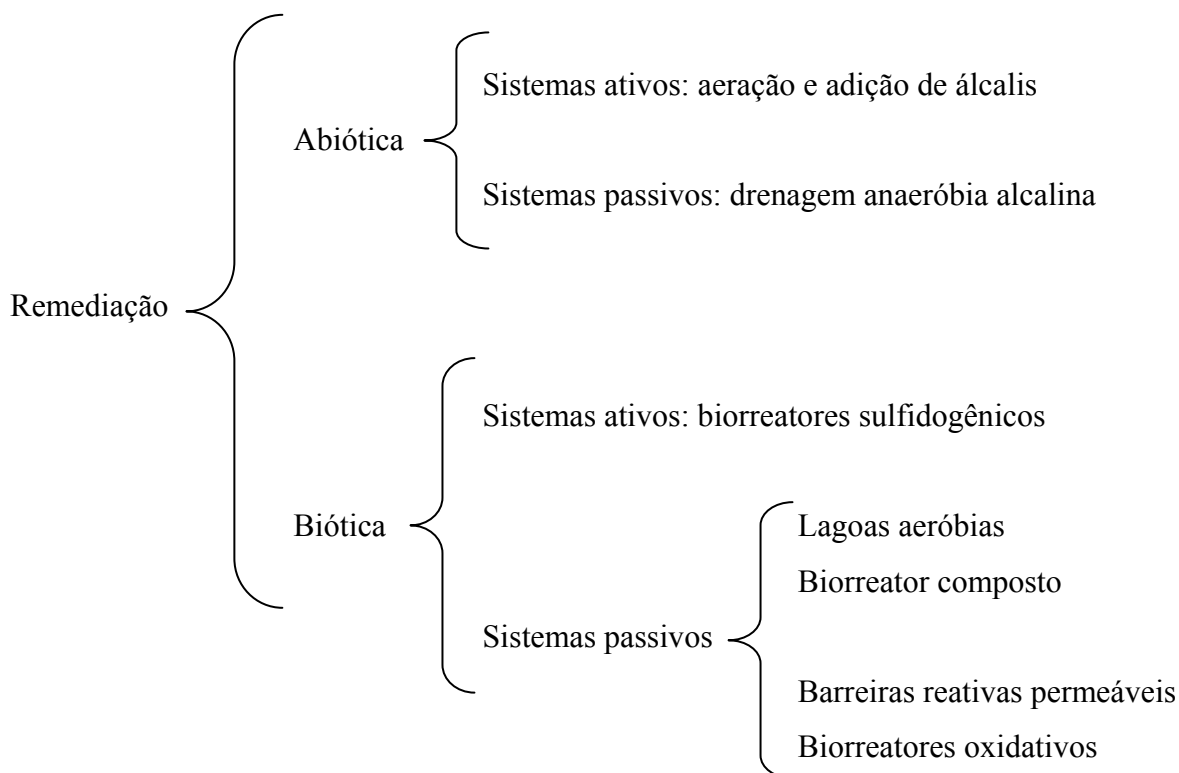 Sistemas ativos: aeração e adição de álcalis
Abiótica
Sistemas passivos: drenagem anaeróbia alcalina
Remediação
Sistemas ativos: biorreatores sulfidogênicos
Biótica
Lagoas aeróbias
Biorreator composto
Sistemas passivos
Barreiras reativas permeáveis
Biorreatores oxidativos